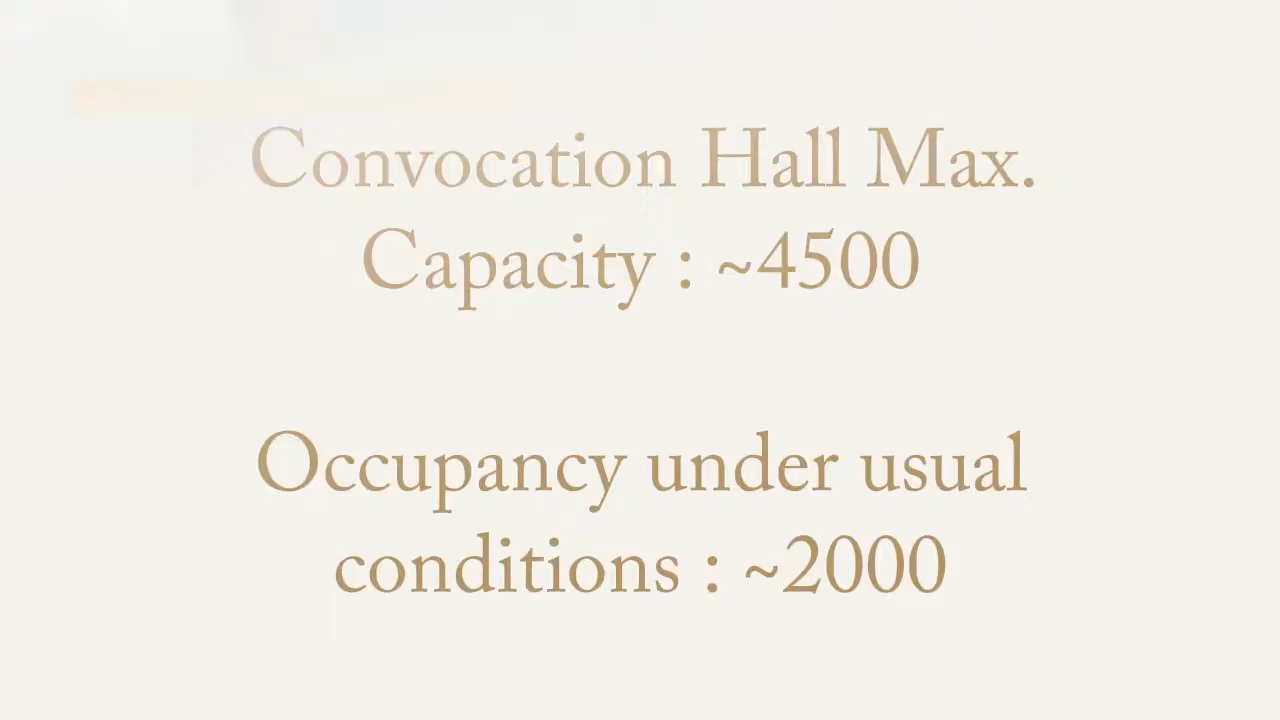 Convocation Hall Max.
Capacity : ~4500
Occupancy under usual
conditions : ~2000